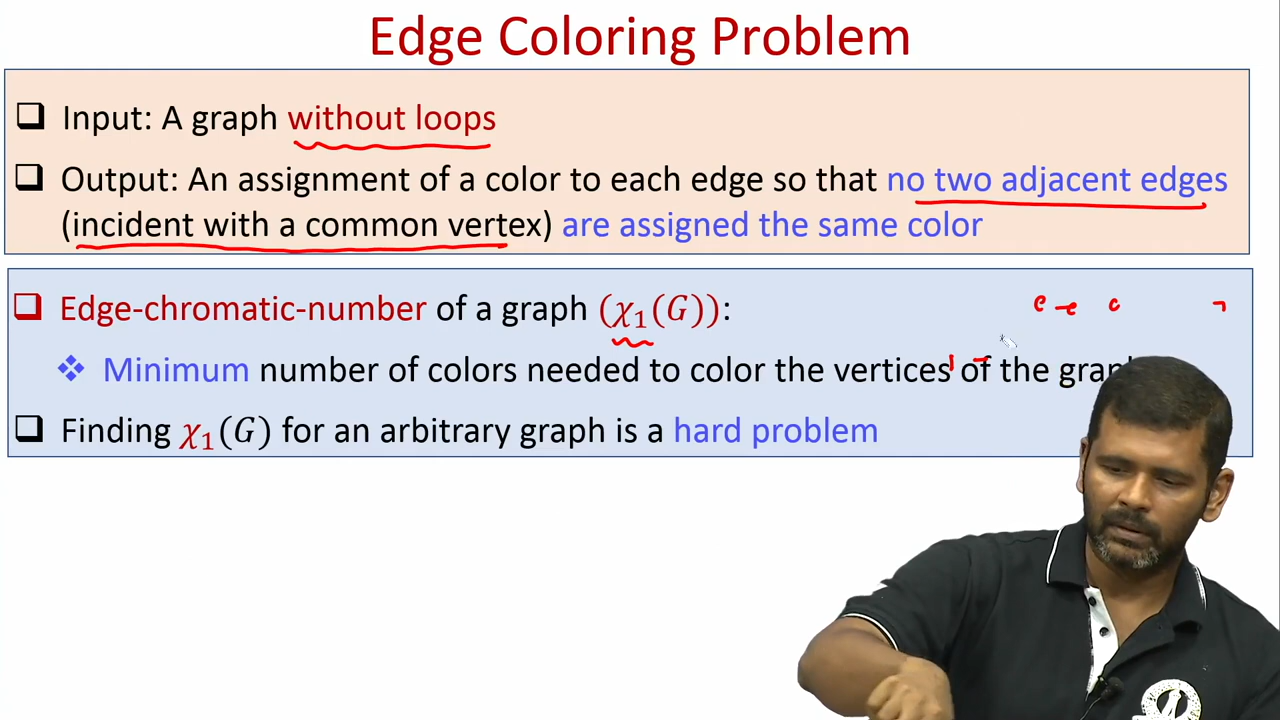 Edge Coloring Problem
❑ Input: A graph without loops
❑ Output: An assignment of a color to each edge so that no two adjacent edges
(incident with a common vertex) are assigned the same color
❑ Edge-chromatic-number of a graph (χ₁(G)):
❖ Minimum number of colors needed to color the vertices of the
❑ Finding χ₁(G) for an arbitrary graph is a hard problem